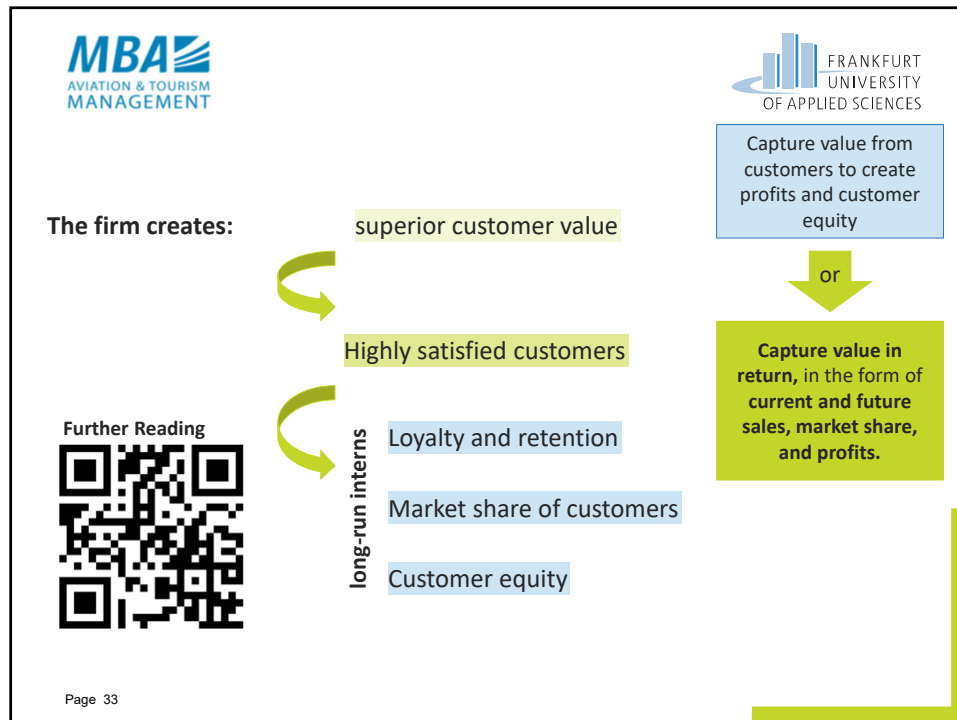 MBA
AVIATION & TOURISM
MANAGEMENT
FRANKFURT
UNIVERSITY
OF APPLIED SCIENCES
Capture value from
customers to create
profits and customer
equity
or
Capture value in
return, in the form of
current and future
sales, market share,
and profits.
The firm creates:
superior customer value
Highly satisfied customers
long-run interns
Loyalty and retention
Market share of customers
Customer equity
Further Reading
Page 33